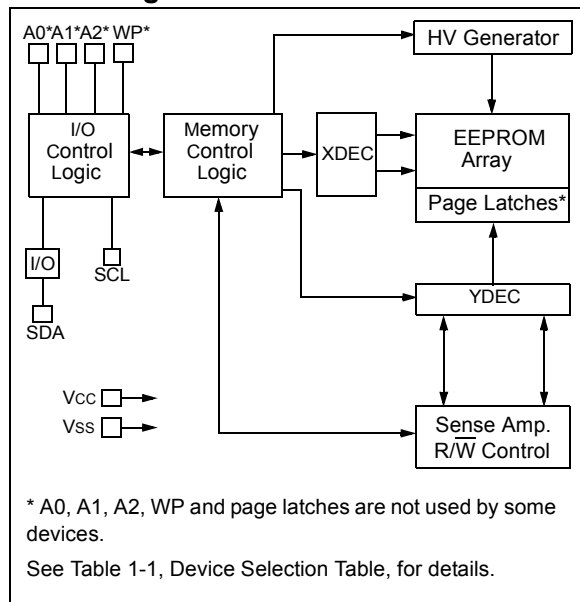 A0* A1* A2* WP*
HV Generator
I/O
Control
Logic
Memory
Control
Logic
XDEC
EEPROM
Array
Page Latches*
I/O
SCL
SDA
YDEC
Vcc
Vss
Sense Amp.
R/W̅ Control
* A0, A1, A2, WP and page latches are not used by some
devices.
See Table 1-1, Device Selection Table, for details.